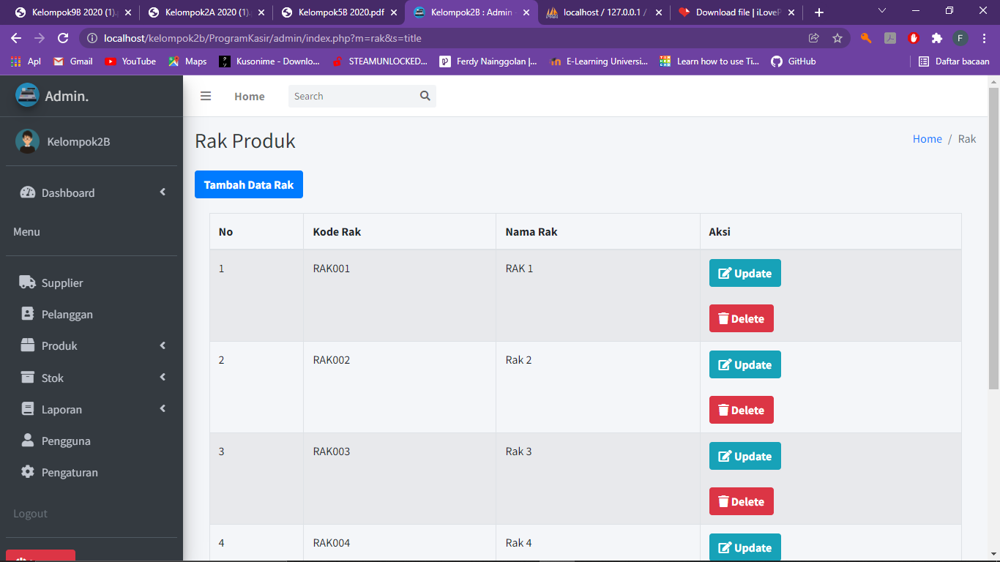 Kelompok9B 2020 (1).p
Kelompok2A 2020 (1).
Kelompok5B 2020.pdf
Kelompok2B : Admin -
localhost / 127.0.0.1 /
Download file | iLoveP
localhost/kelompok2b/ProgramKasir/admin/index.php?m=rak&s=title
F
Apl
Gmail
YouTube
Maps
Kusonime - Downlo...
STEAMUNLOCKED...
Ferdy Nainggolan |...
E-Learning Universi...
Learn how to use Ti...
GitHub
Daftar bacaan
Admin.
Kelompok2B
Dashboard
Menu
Supplier
Pelanggan
Produk
Stok
Laporan
Pengguna
Pengaturan
Logout
Home
Search
Rak Produk
Home / Rak
Tambah Data Rak
No Kode Rak Nama Rak Aksi
1 RAK001 RAK 1 Update
Delete
2 RAK002 Rak 2 Update
Delete
3 RAK003 Rak 3 Update
Delete
4 RAK004 Rak 4 Update